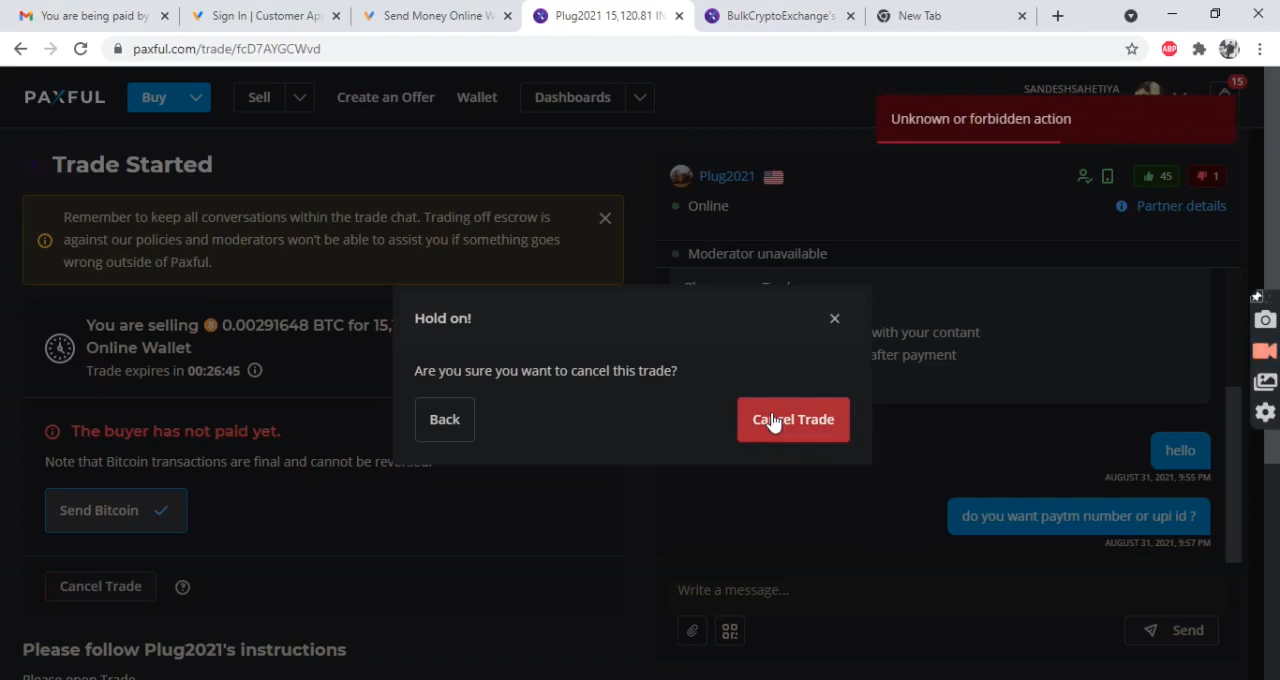 You are being paid by
Sign In | Customer Ap
Send Money Online W
Plug2021 15,120.81 IN
BulkCryptoExchange's
New Tab
paxful.com/trade/fcD7AYGCWvd
ABP
PAXFUL
Buy
Sell
Create an Offer
Wallet
Dashboards
SANDESHSAHETIYA
15
Unknown or forbidden action
Trade Started
Remember to keep all conversations within the trade chat. Trading off escrow is
against our policies and moderators won't be able to assist you if something goes
wrong outside of Paxful.
You are selling 0.00291648 BTC for 15,
Online Wallet
Trade expires in 00:26:45
The buyer has not paid yet.
Note that Bitcoin transactions are final and cannot be reversed.
Send Bitcoin
Cancel Trade
Please follow Plug2021's instructions
Please open Trade
Hold on!
Are you sure you want to cancel this trade?
Back
Cancel Trade
Plug2021
45
1
Online
Partner details
Moderator unavailable
with your contant
after payment
hello
AUGUST 31, 2021, 9:55 PM
do you want paytm number or upi id ?
AUGUST 31, 2021, 9:57 PM
Write a message...
Send